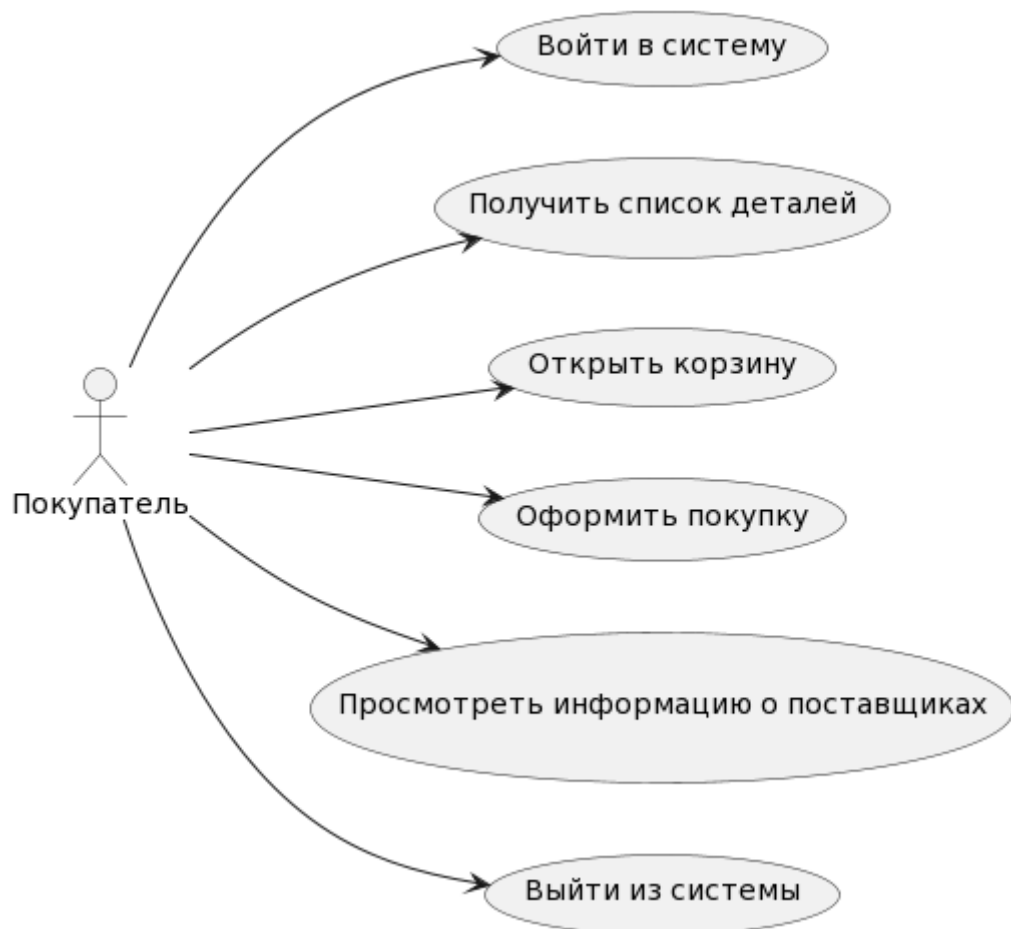 Войти в систему
Получить список деталей
Открыть корзину
Покупатель
Оформить покупку
Просмотреть информацию о поставщиках
Выйти из системы